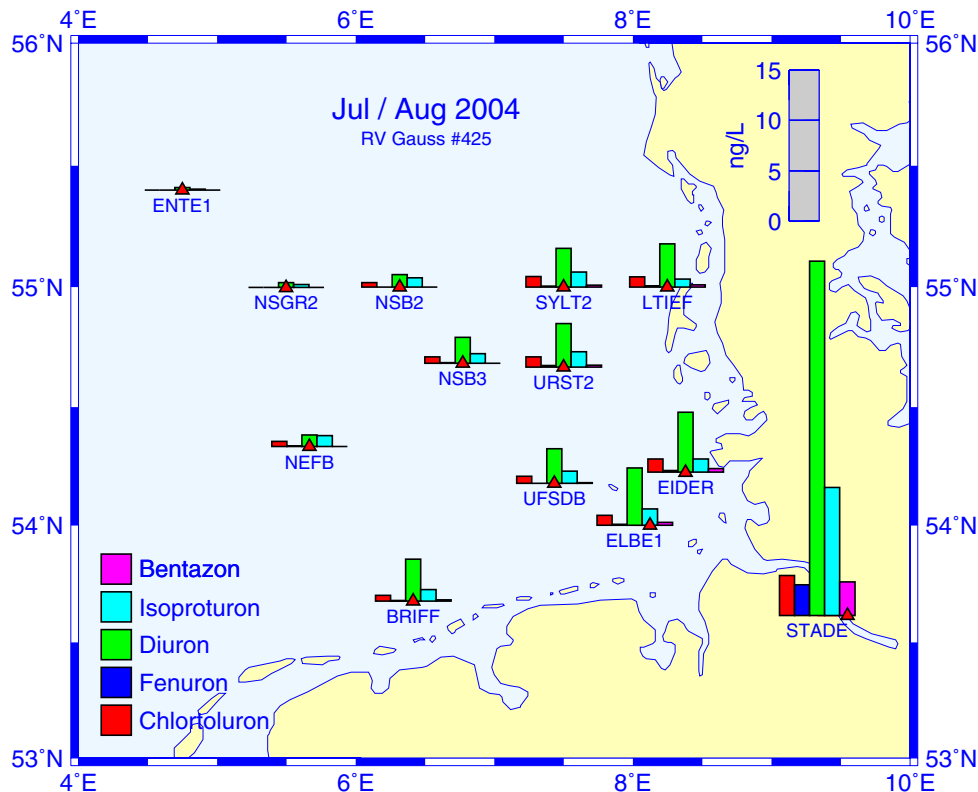 4°E 6°E 8°E 10°E
56°N 56°N
15
Jul / Aug 2004
10
RV Gauss #425
ng/L
5
ENTE1
0
55°N 55°N
NSGR2 NSB2 SYLT2 LTIEF
NSB3 URST2
NEFB
EIDER
UFSDB
54°N 54°N
ELBE1
Bentazon
Isoproturon
BRIFF
STADE
Diuron
Fenuron
Chlortoluron
53°N 53°N
4°E 6°E 8°E 10°E